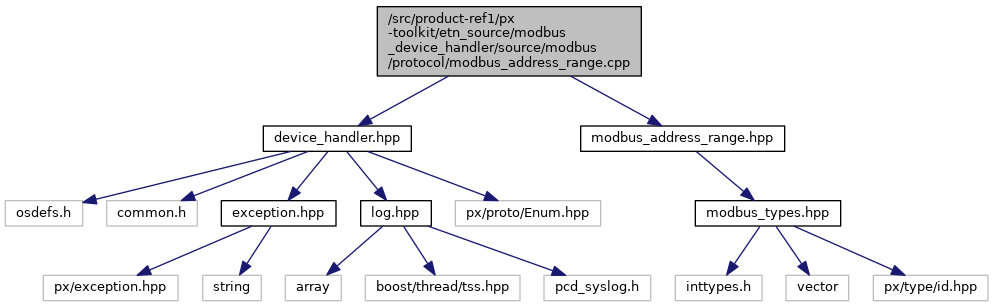 /src/product-ref1/px
-toolkit/etn_source/modbus
_device_handler/source/modbus
/protocol/modbus_address_range.cpp
device_handler.hpp
modbus_address_range.hpp
osdefs.h
common.h
exception.hpp
log.hpp
px/proto/Enum.hpp
modbus_types.hpp
px/exception.hpp
string
array
boost/thread/tss.hpp
pcd_syslog.h
inttypes.h
vector
px/type/id.hpp